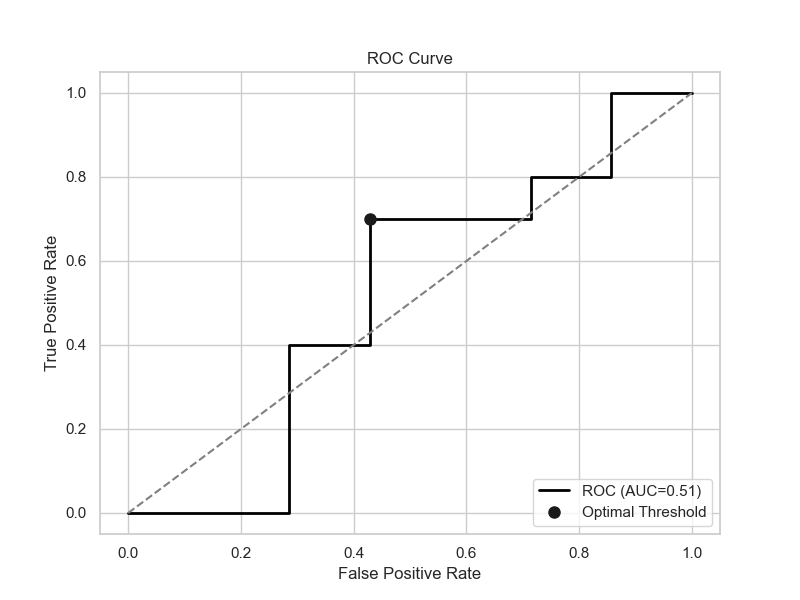 ROC Curve
1.0
0.8
0.6
0.4
0.2
0.0
True Positive Rate
ROC (AUC=0.51)
Optimal Threshold
0.0 0.2 0.4 0.6 0.8 1.0
False Positive Rate